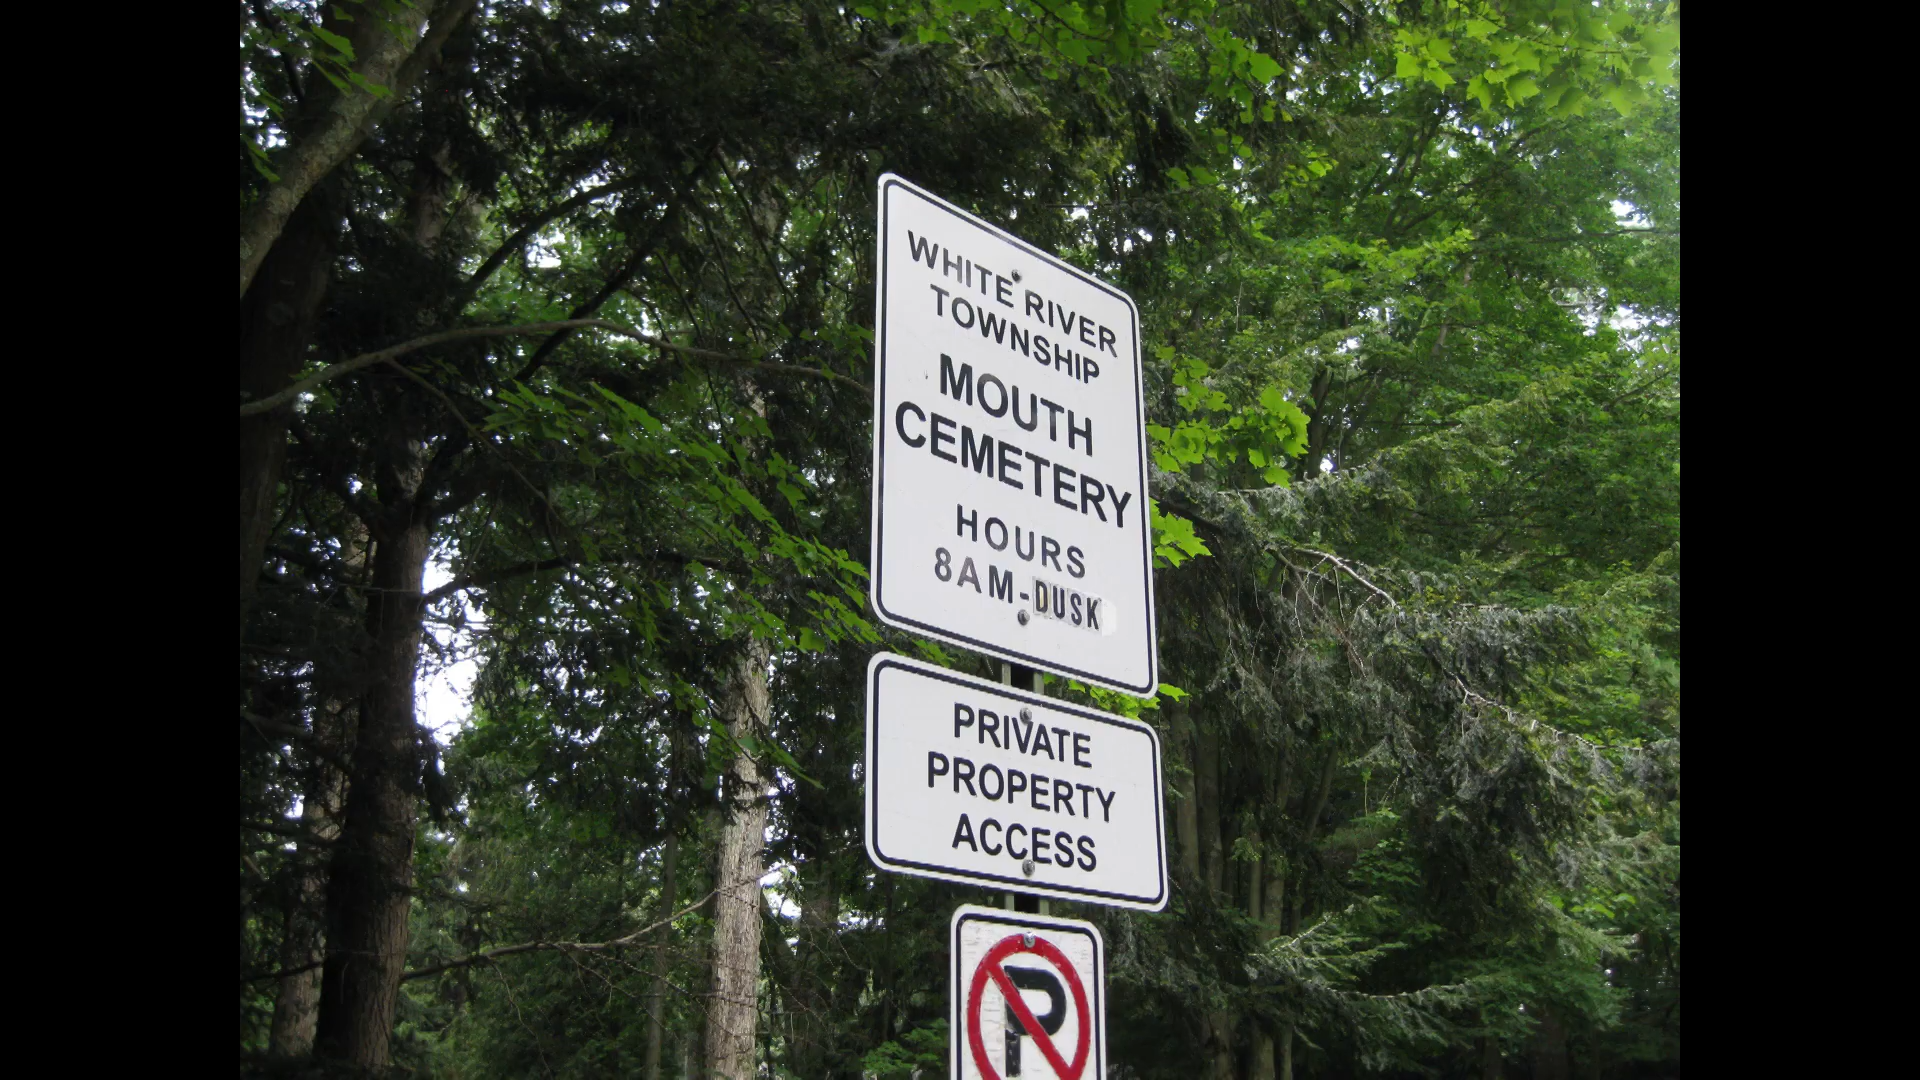 WHITE RIVER
TOWNSHIP
MOUTH
CEMETERY
HOURS
8AM-DUSK
PRIVATE
PROPERTY
ACCESS
P